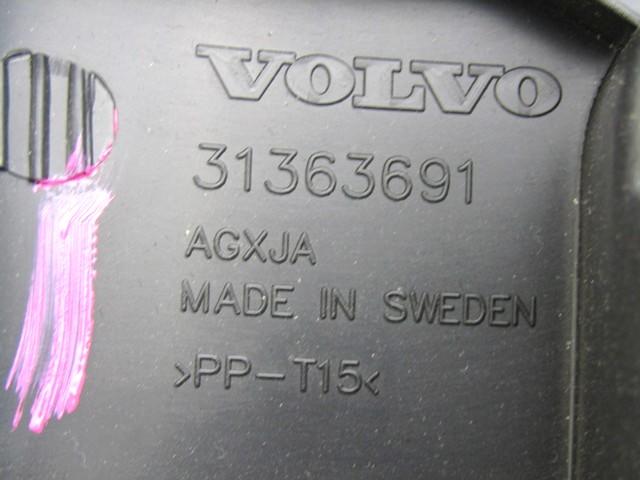 VOLVO
31363691
AGXJA
MADE IN SWEDEN
>PP-T15<